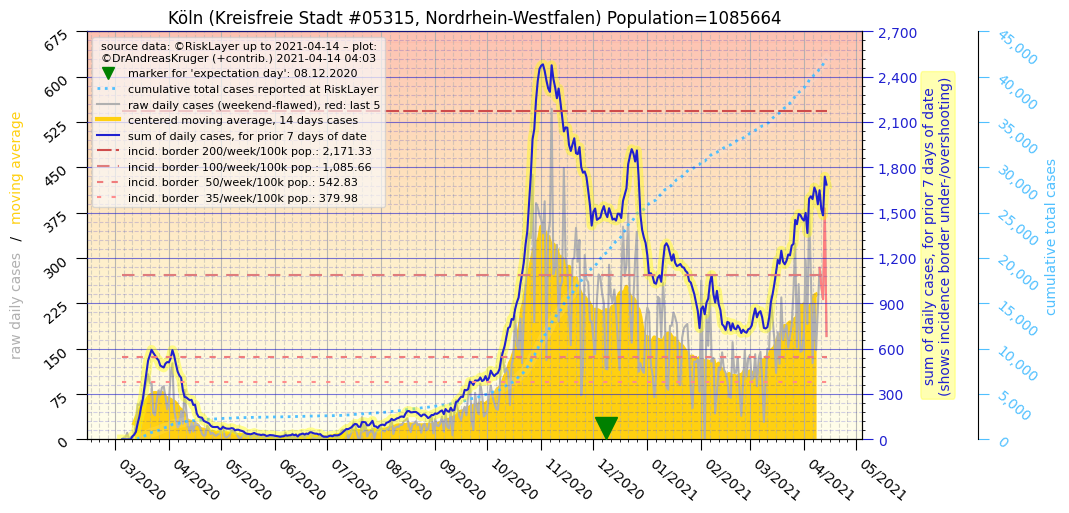 Köln (Kreisfreie Stadt #05315, Nordrhein-Westfalen) Population=1085664
source data: ©RiskLayer up to 2021-04-14 – plot:
©DrAndreasKruger (+contrib.) 2021-04-14 04:03
marker for 'expectation day': 08.12.2020
cumulative total cases reported at RiskLayer
raw daily cases (weekend-flawed), red: last 5
centered moving average, 14 days cases
sum of daily cases, for prior 7 days of date
incid. border 200/week/100k pop.: 2,171.33
incid. border 100/week/100k pop.: 1,085.66
incid. border  50/week/100k pop.: 542.83
incid. border  35/week/100k pop.: 379.98
raw daily cases  /  moving average
675
600
525
450
375
300
225
150
75
0
03/2020
04/2020
05/2020
06/2020
07/2020
08/2020
09/2020
10/2020
11/2020
12/2020
01/2021
02/2021
03/2021
04/2021
05/2021
2,700
2,400
2,100
1,800
1,500
1,200
900
600
300
0
sum of daily cases, for prior 7 days of date
(shows incidence border under-/overshooting)
45,000
40,000
35,000
30,000
25,000
20,000
15,000
10,000
5,000
0
cumulative total cases